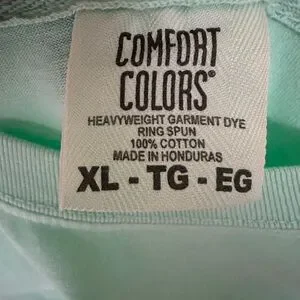 COMFORT
COLORS®
HEAVYWEIGHT GARMENT DYE
RING SPUN
100% COTTON
MADE IN HONDURAS
XL - TG - EG